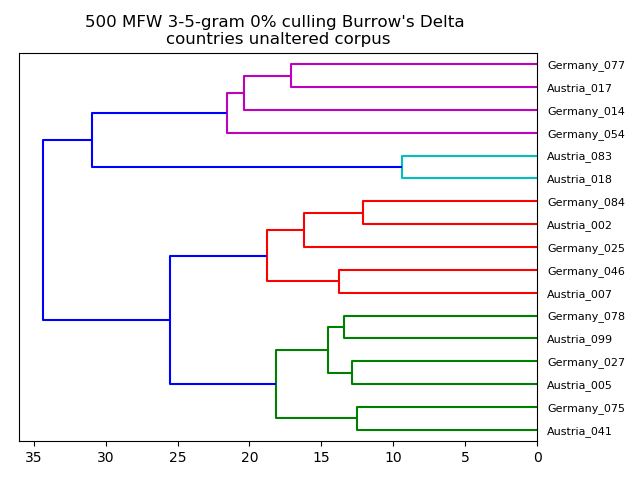 500 MFW 3-5-gram 0% culling Burrow's Delta
countries unaltered corpus
Germany_077
Austria_017
Germany_014
Germany_054
Austria_083
Austria_018
Germany_084
Austria_002
Germany_025
Germany_046
Austria_007
Germany_078
Austria_099
Germany_027
Austria_005
Germany_075
Austria_041
35 30 25 20 15 10 5 0